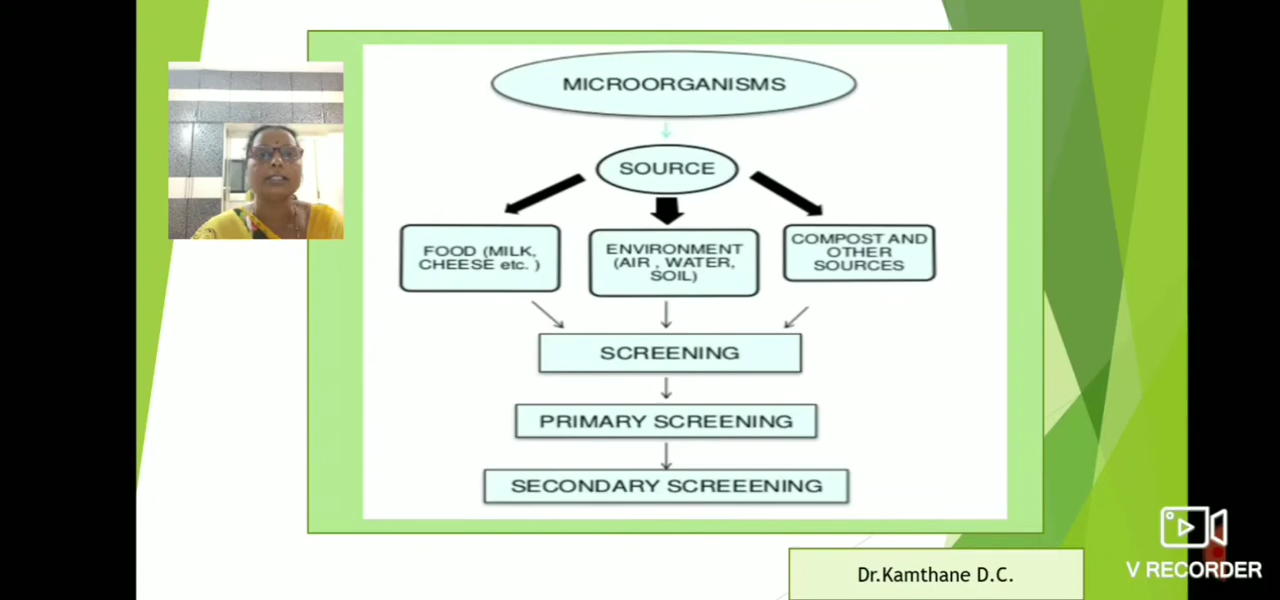 MICROORGANISMS
SOURCE
FOOD (MILK,
CHEESE etc. )
ENVIRONMENT
(AIR , WATER,
SOIL)
COMPOST AND
OTHER
SOURCES
SCREENING
PRIMARY SCREENING
SECONDARY SCREEENING
Dr.Kamthane D.C.
V RECORDER